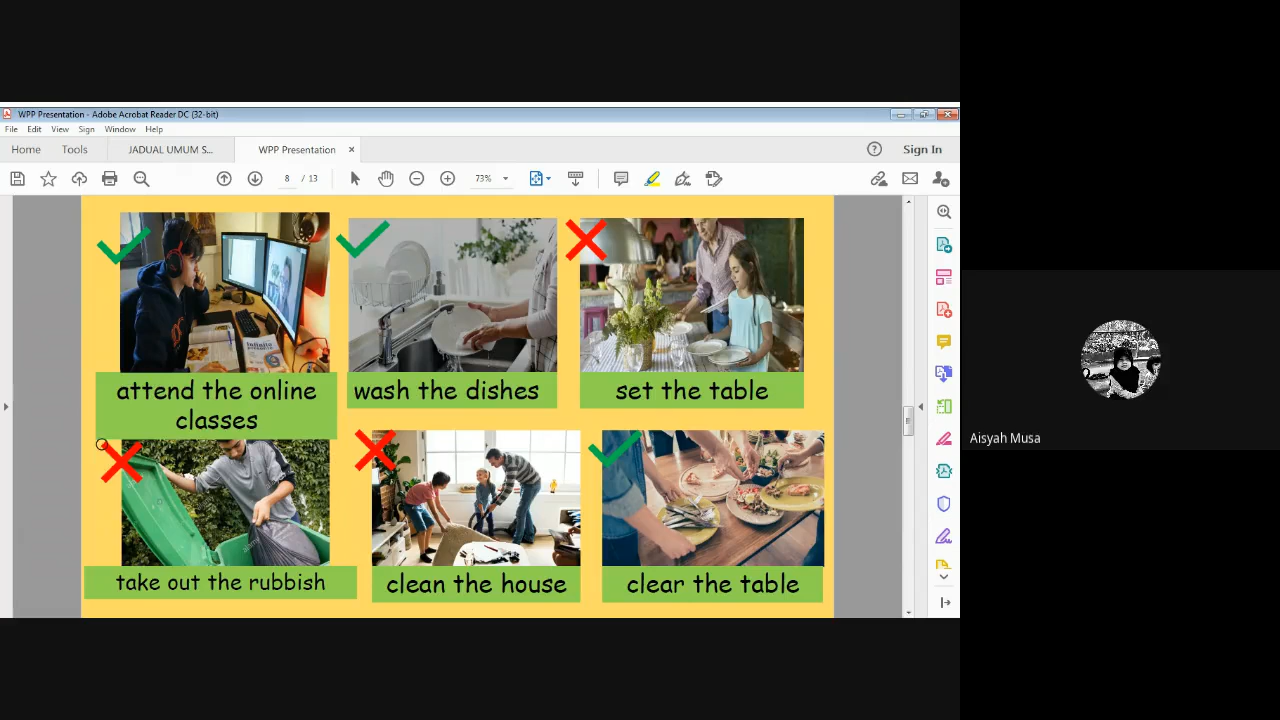 WPP Presentation - Adobe Acrobat Reader DC (32-bit)
File Edit View Sign Window Help
Home Tools JADUAL UMUM S... WPP Presentation Sign In
8 / 13 73%
attend the online
classes
wash the dishes
set the table
take out the rubbish
clean the house
clear the table
Aisyah Musa